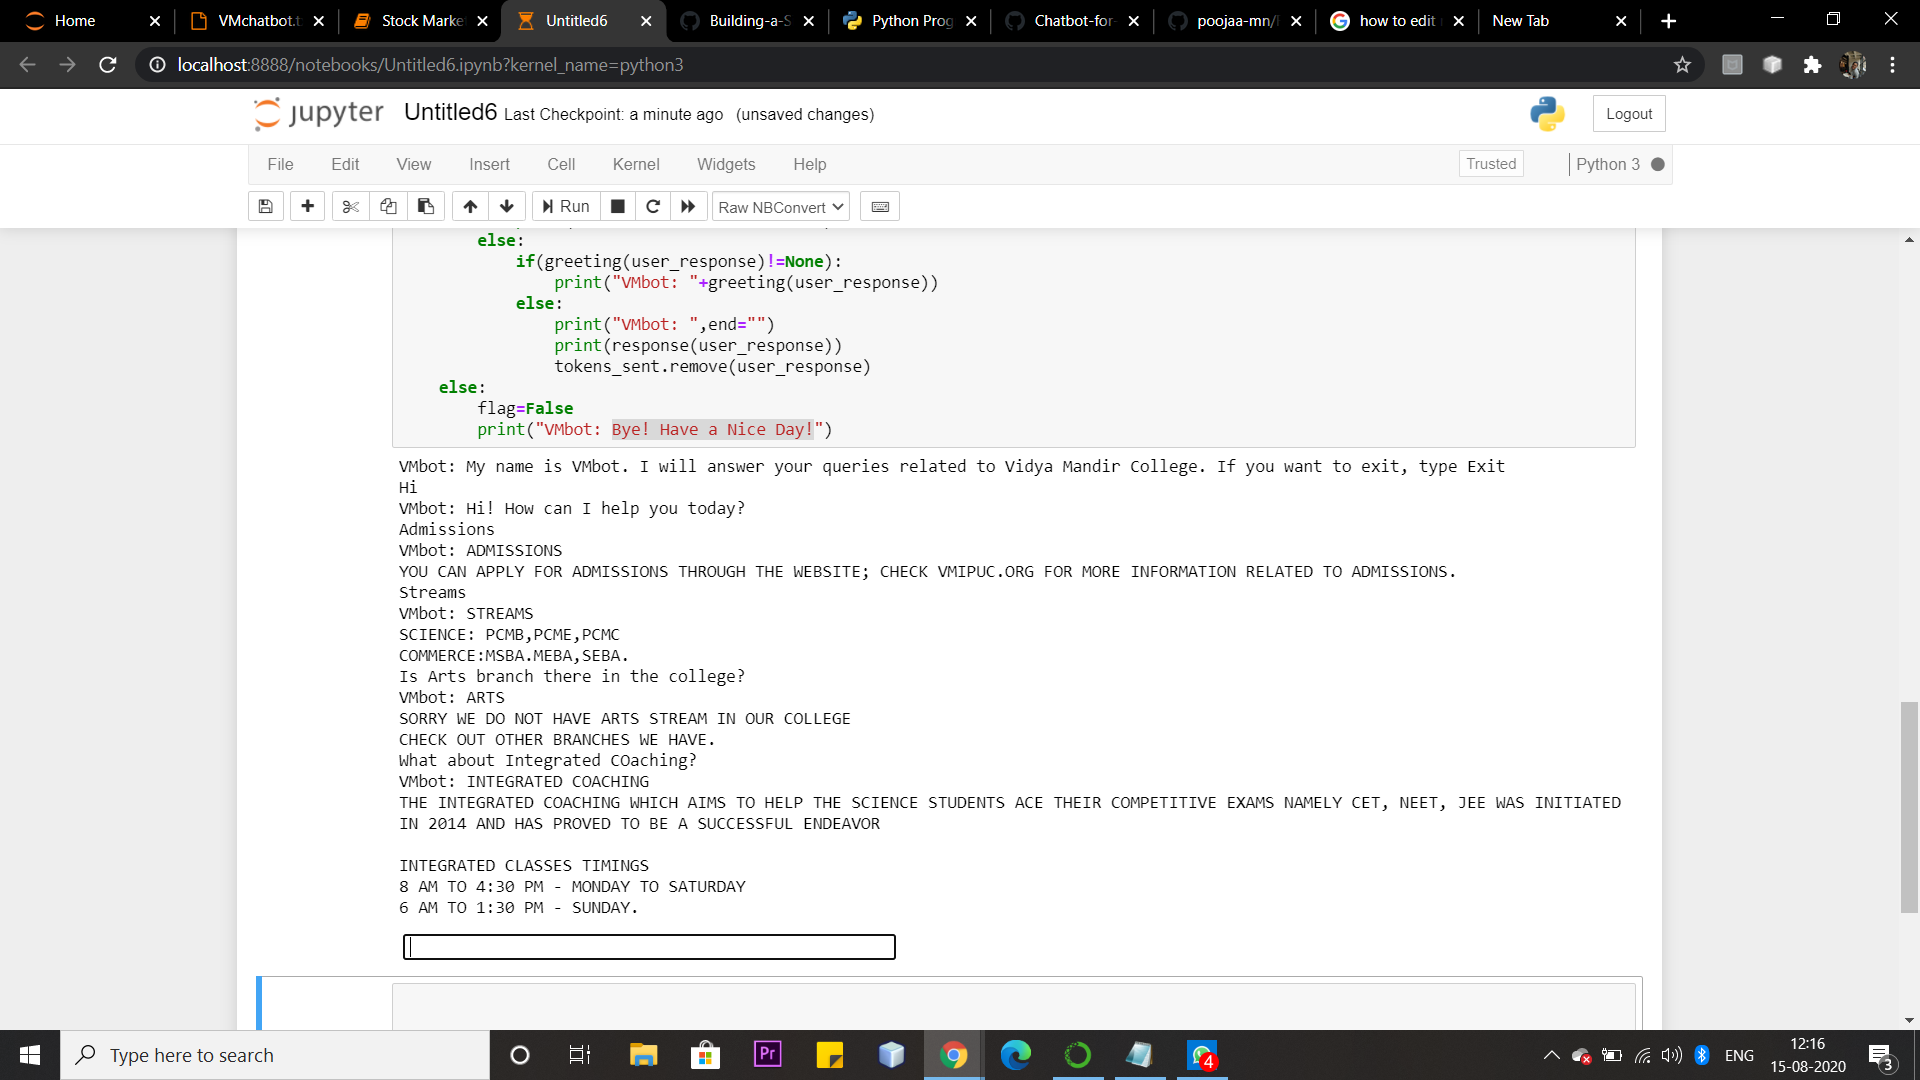 Home
VMchatbot.t
Stock Marke
Untitled6
Building-a-S
Python Prog
Chatbot-for-
poojaa-mn/
how to edit
New Tab
localhost:8888/notebooks/Untitled6.ipynb?kernel_name=python3
jupyter Untitled6 Last Checkpoint: a minute ago (unsaved changes)
Logout
File Edit View Insert Cell Kernel Widgets Help
Trusted
Python 3
Run
Raw NBConvert
else:
if(greeting(user_response)!=None):
print("VMbot: "+greeting(user_response))
else:
print("VMbot: ",end="")
print(response(user_response))
tokens_sent.remove(user_response)
else:
flag=False
print("VMbot: Bye! Have a Nice Day!")
VMbot: My name is VMbot. I will answer your queries related to Vidya Mandir College. If you want to exit, type Exit
Hi
VMbot: Hi! How can I help you today?
Admissions
VMbot: ADMISSIONS
YOU CAN APPLY FOR ADMISSIONS THROUGH THE WEBSITE; CHECK VMIPUC.ORG FOR MORE INFORMATION RELATED TO ADMISSIONS.
Streams
VMbot: STREAMS
SCIENCE: PCMB,PCME,PCMC
COMMERCE:MSBA.MEBA,SEBA.
Is Arts branch there in the college?
VMbot: ARTS
SORRY WE DO NOT HAVE ARTS STREAM IN OUR COLLEGE
CHECK OUT OTHER BRANCHES WE HAVE.
What about Integrated COaching?
VMbot: INTEGRATED COACHING
THE INTEGRATED COACHING WHICH AIMS TO HELP THE SCIENCE STUDENTS ACE THEIR COMPETITIVE EXAMS NAMELY CET, NEET, JEE WAS INITIATED
IN 2014 AND HAS PROVED TO BE A SUCCESSFUL ENDEAVOR
INTEGRATED CLASSES TIMINGS
8 AM TO 4:30 PM - MONDAY TO SATURDAY
6 AM TO 1:30 PM - SUNDAY.
Type here to search
Pr
4
ENG
12:16
15-08-2020
3